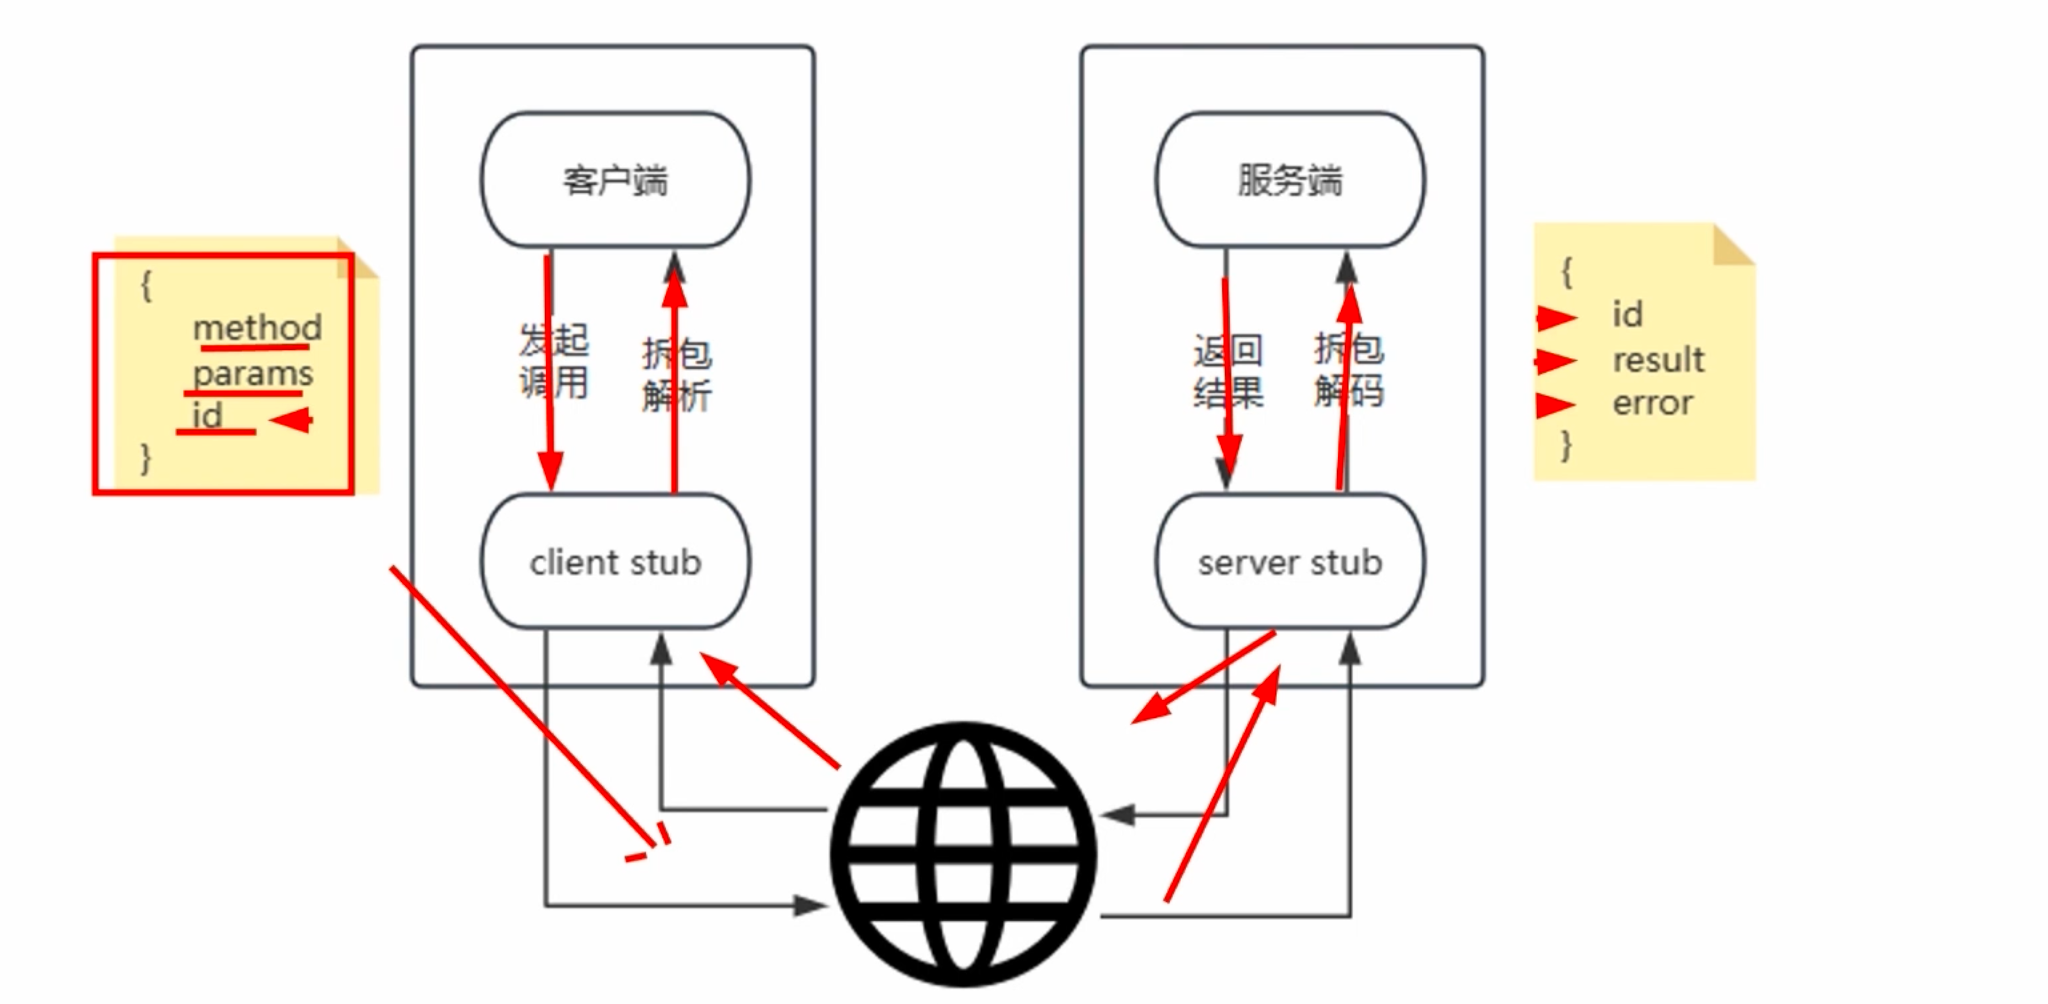 客户端
服务端
{
method
params
id
}
发起
调用
拆包
解析
返回
结果
拆包
解码
{
id
result
error
}
client stub
server stub